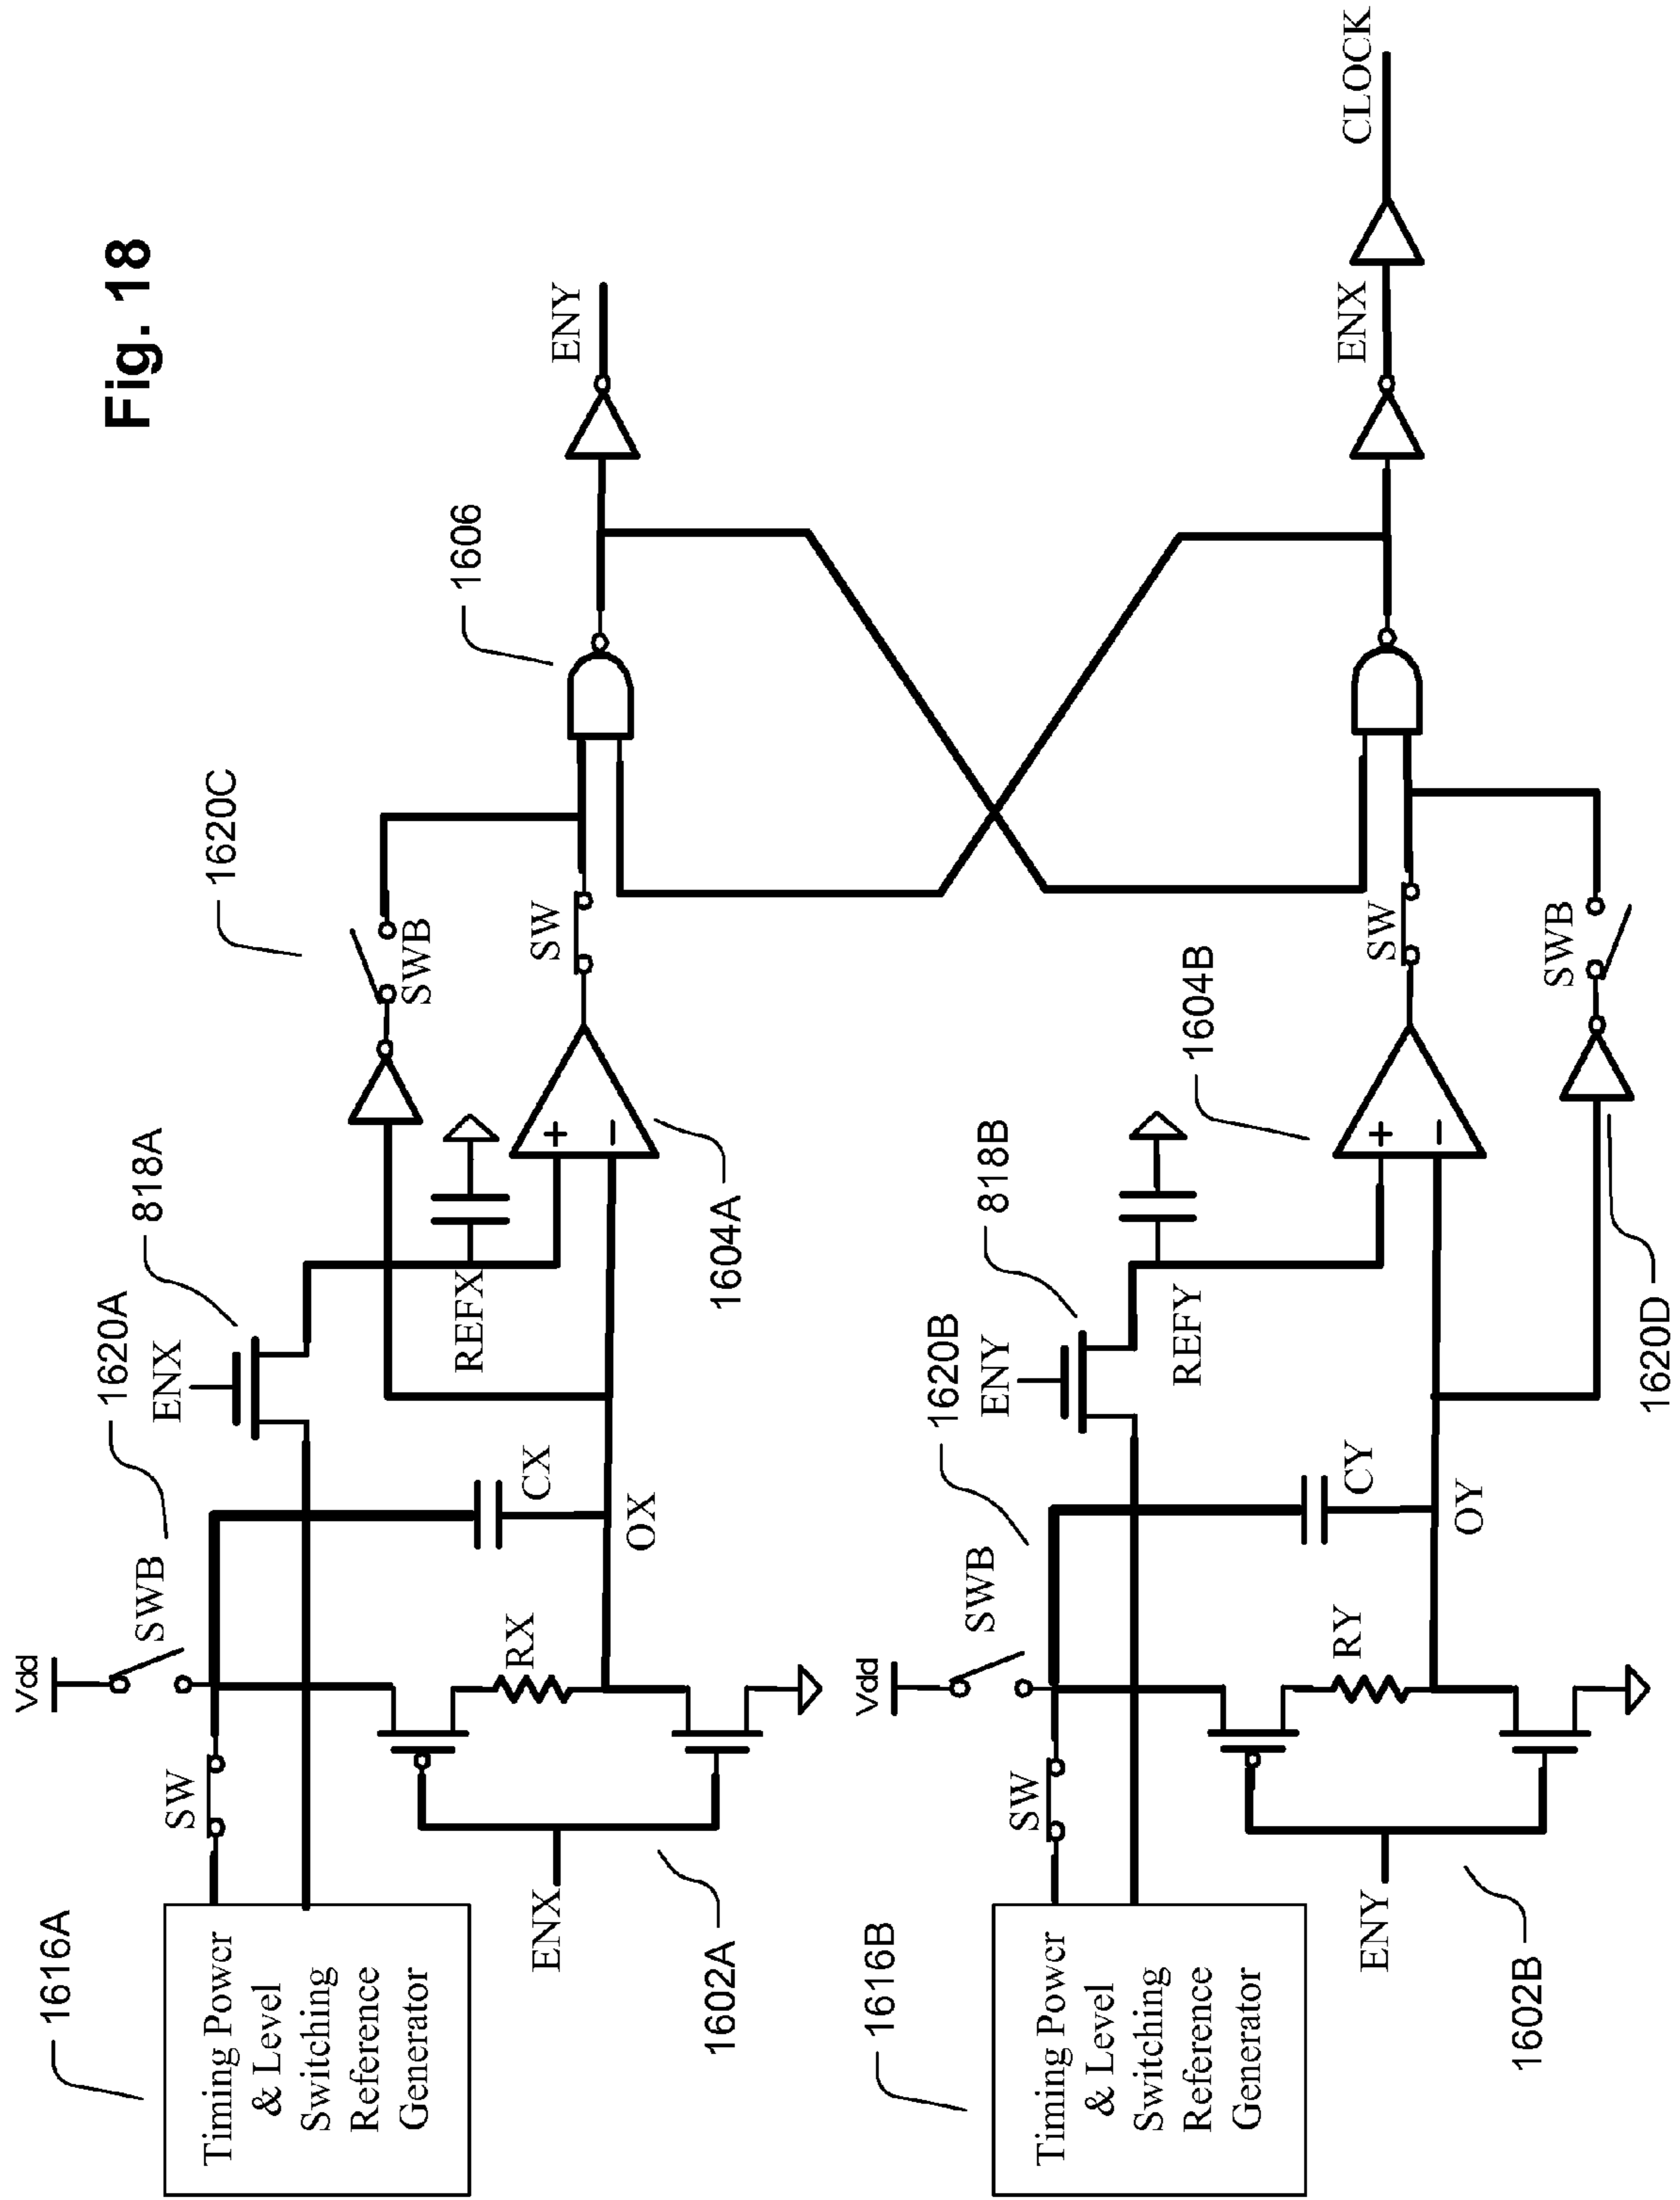 Fig. 18
1616A
Timing Power
& Level
Switching
Reference
Generator
SW
Vdd
SWB
1620A
ENX
818A
1620C
SWB
SW
1606
ENY
ENX
1602A
RX
CX
OX
REFX
+
−
1604A
1616B
Timing Power
& Level
Switching
Reference
Generator
SW
Vdd
SWB
1620B
ENY
818B
1604B
SW
ENX
CLOCK
ENY
1602B
RY
CY
OY
REFY
+
−
SWB
1620D